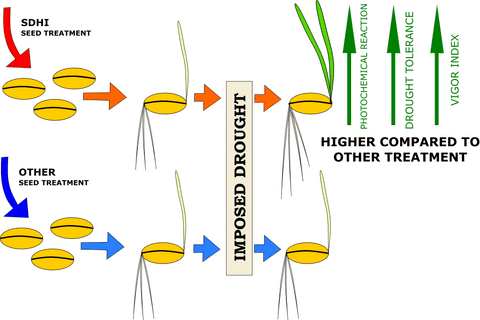 SDHI
SEED TREATMENT
IMPOSED DROUGHT
PHOTOCHEMICAL REACTION
DROUGHT TOLERANCE
VIGOR INDEX
HIGHER COMPARED TO
OTHER TREATMENT
OTHER
SEED TREATMENT